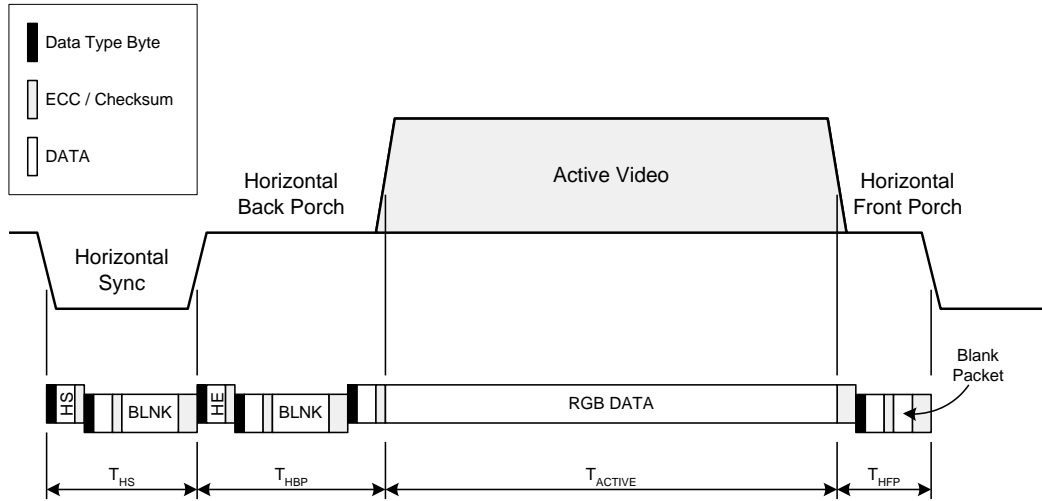 Data Type Byte
ECC / Checksum
DATA
Horizontal
Sync
Horizontal
Back Porch
Active Video
Horizontal
Front Porch
Blank
Packet
HS
BLNK
HE
BLNK
RGB DATA
THS
THBP
TACTIVE
THFP